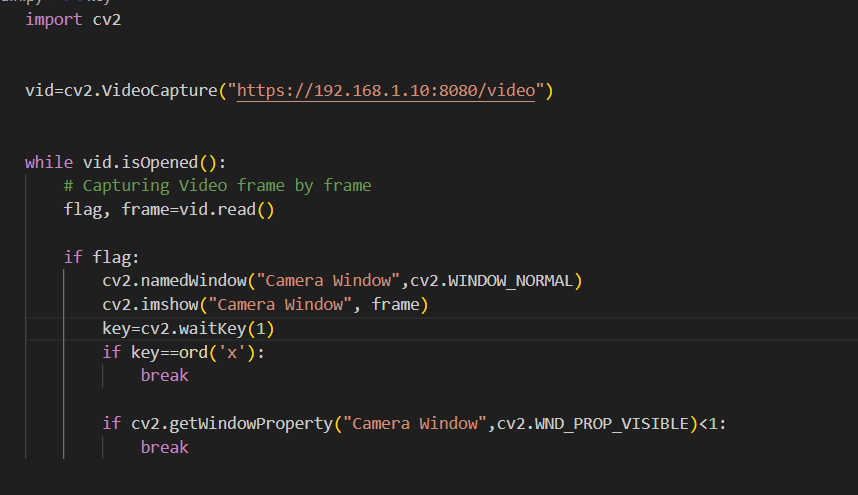 import cv2
vid=cv2.VideoCapture("https://192.168.1.10:8080/video")
while vid.isOpened():
# Capturing Video frame by frame
flag, frame=vid.read()
if flag:
cv2.namedWindow("Camera Window",cv2.WINDOW_NORMAL)
cv2.imshow("Camera Window", frame)
key=cv2.waitKey(1)
if key==ord('x'):
break
if cv2.getWindowProperty("Camera Window",cv2.WND_PROP_VISIBLE)<1:
break